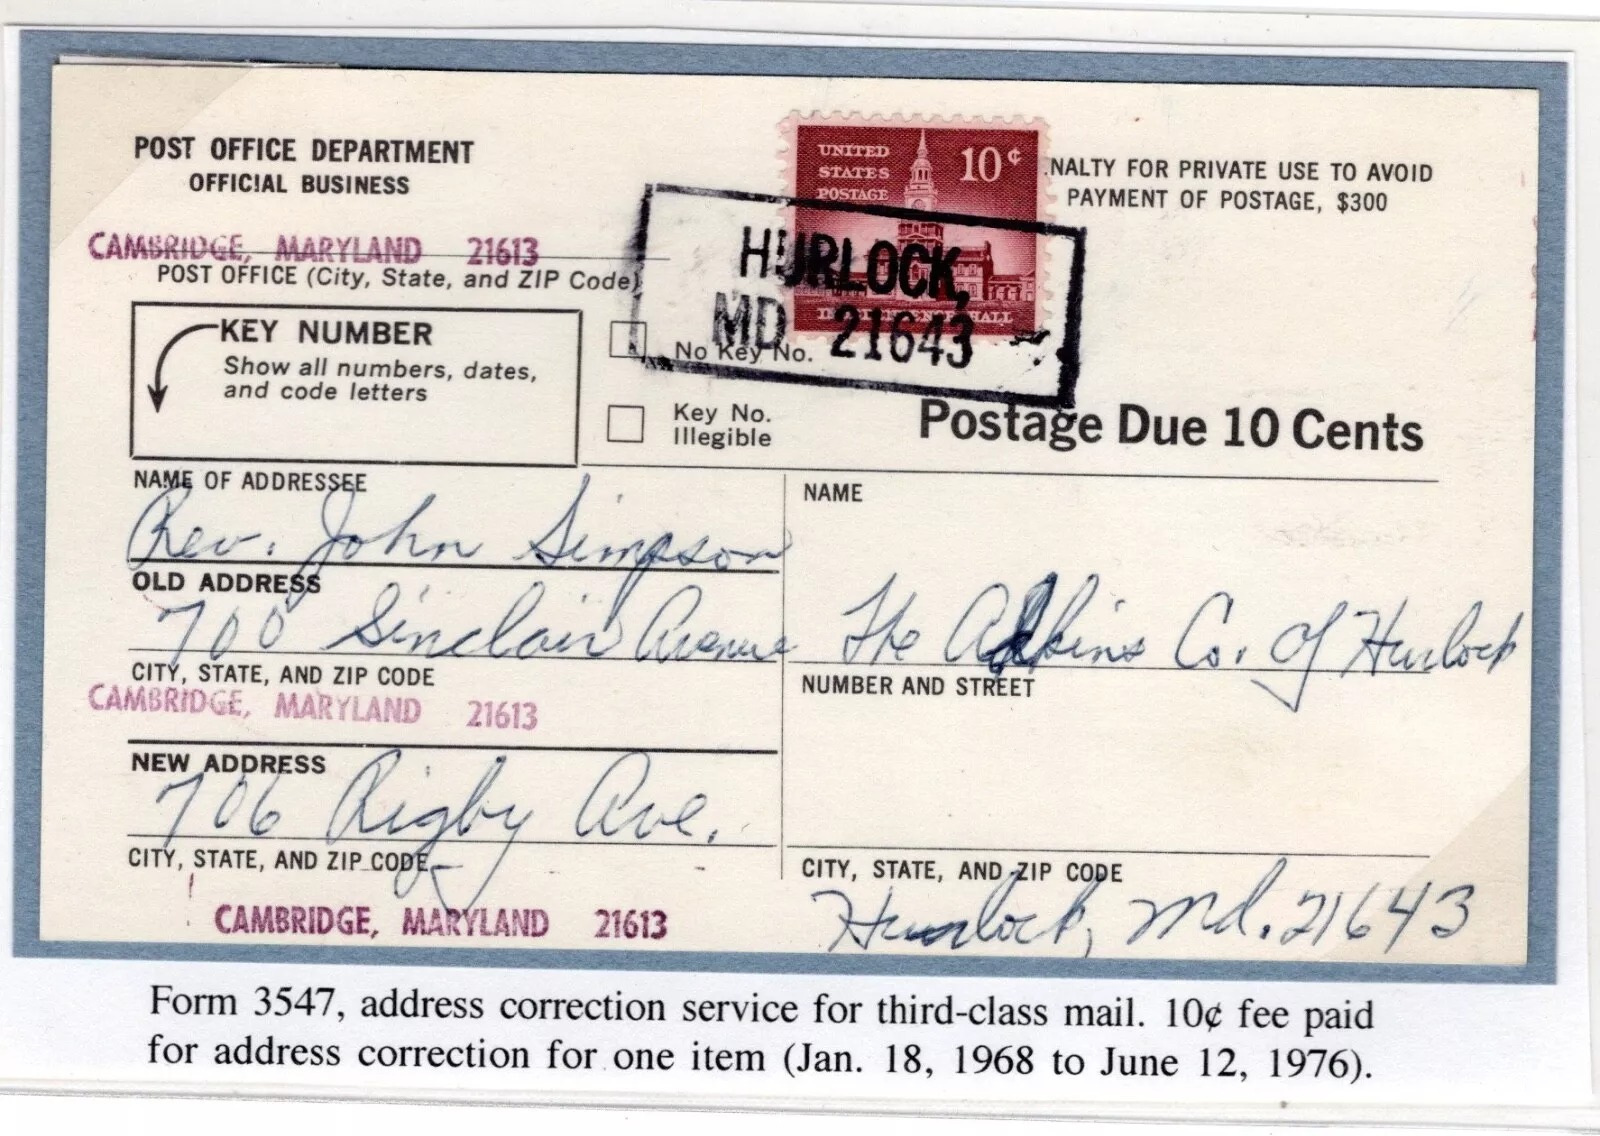 POST OFFICE DEPARTMENT
OFFICIAL BUSINESS
UNITED
STATES
POSTAGE
10¢
INDEPENDENCE HALL
NALTY FOR PRIVATE USE TO AVOID
PAYMENT OF POSTAGE, $300
CAMBRIDGE, MARYLAND 21613
POST OFFICE (City, State, and ZIP Code)
HURLOCK,
MD 21643
KEY NUMBER
Show all numbers, dates,
and code letters
No Key No.
Key No.
Illegible
Postage Due 10 Cents
NAME OF ADDRESSEE
Rev. John Simpson
OLD ADDRESS
700 Sinclair Avenue
CITY, STATE, AND ZIP CODE
CAMBRIDGE, MARYLAND 21613
NEW ADDRESS
706 Rigby Ave.
CITY, STATE, AND ZIP CODE
CAMBRIDGE, MARYLAND 21613
NAME
The Adkins Co. Of Hurlock
NUMBER AND STREET
CITY, STATE, AND ZIP CODE
Hurlock, Md. 21643
Form 3547, address correction service for third-class mail. 10¢ fee paid
for address correction for one item (Jan. 18, 1968 to June 12, 1976).